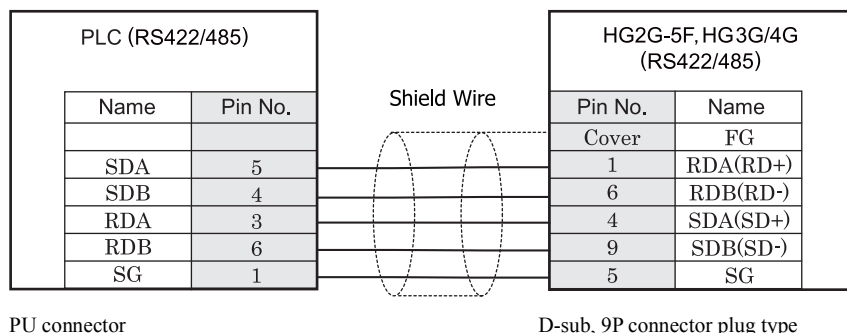 PLC (RS422/485)
HG2G-5F, HG3G/4G
(RS422/485)
Shield Wire
Name Pin No.
Pin No. Name
Cover FG
SDA 5 1 RDA(RD+)
SDB 4 6 RDB(RD-)
RDA 3 4 SDA(SD+)
RDB 6 9 SDB(SD-)
SG 1 5 SG
PU connector
D-sub, 9P connector plug type